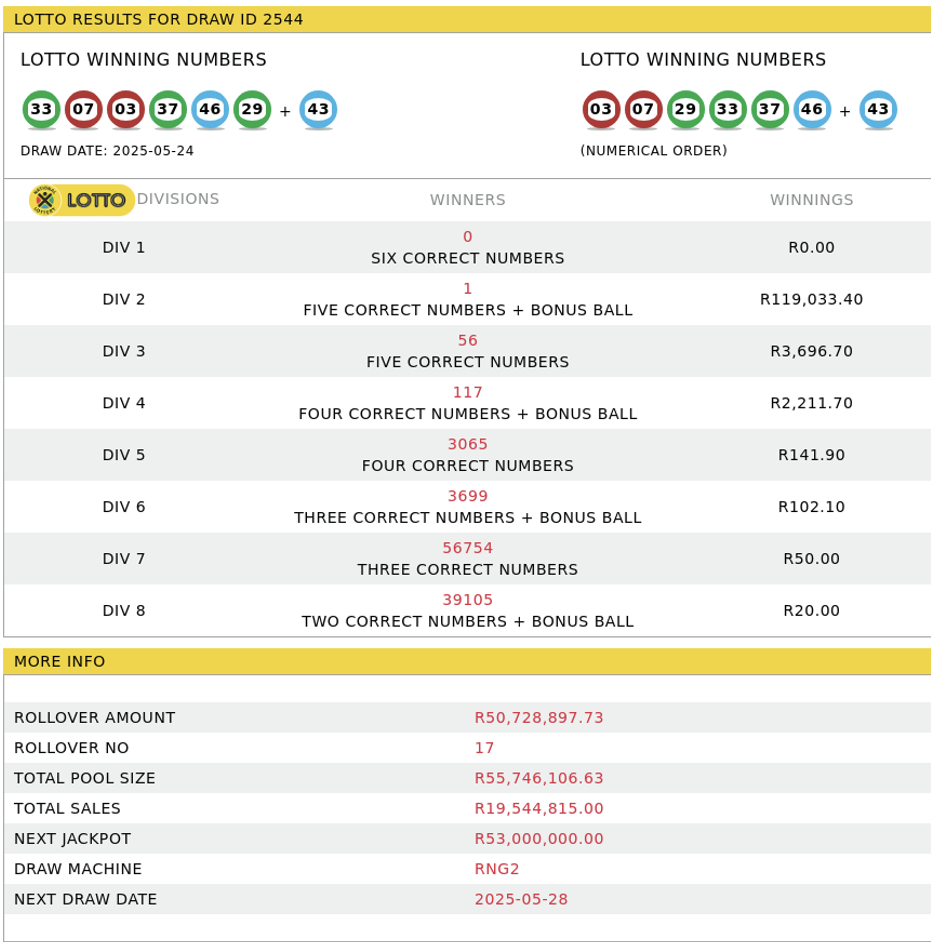 LOTTO RESULTS FOR DRAW ID 2544
LOTTO WINNING NUMBERS
33 07 03 37 46 29 + 43
DRAW DATE: 2025-05-24
LOTTO WINNING NUMBERS
03 07 29 33 37 46 + 43
(NUMERICAL ORDER)
NATIONAL LOTTERY LOTTO DIVISIONS WINNERS WINNINGS
0
DIV 1 SIX CORRECT NUMBERS R0.00
1
DIV 2 FIVE CORRECT NUMBERS + BONUS BALL R119,033.40
56
DIV 3 FIVE CORRECT NUMBERS R3,696.70
117
DIV 4 FOUR CORRECT NUMBERS + BONUS BALL R2,211.70
3065
DIV 5 FOUR CORRECT NUMBERS R141.90
3699
DIV 6 THREE CORRECT NUMBERS + BONUS BALL R102.10
56754
DIV 7 THREE CORRECT NUMBERS R50.00
39105
DIV 8 TWO CORRECT NUMBERS + BONUS BALL R20.00
MORE INFO
ROLLOVER AMOUNT R50,728,897.73
ROLLOVER NO 17
TOTAL POOL SIZE R55,746,106.63
TOTAL SALES R19,544,815.00
NEXT JACKPOT R53,000,000.00
DRAW MACHINE RNG2
NEXT DRAW DATE 2025-05-28